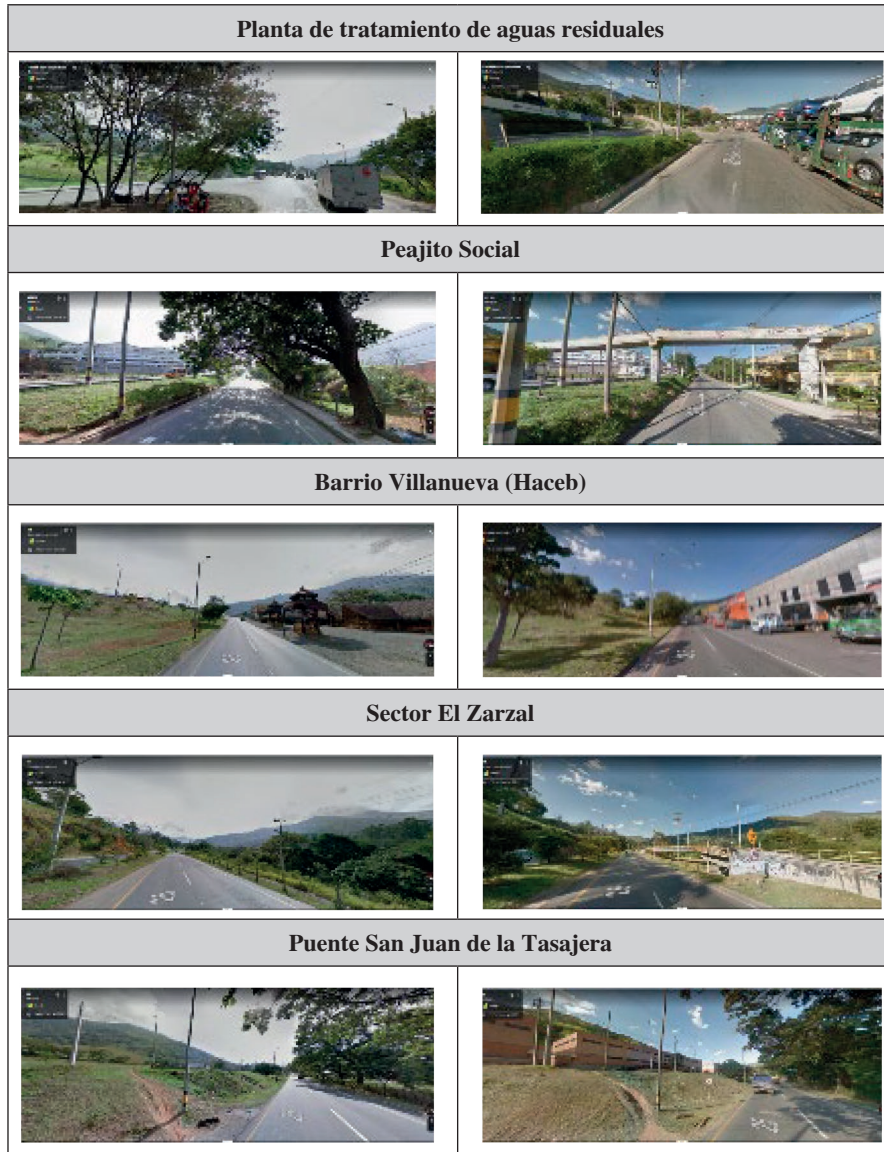 Planta de tratamiento de aguas residuales
Peajito Social
Barrio Villanueva (Haceb)
Sector El Zarzal
Puente San Juan de la Tasajera